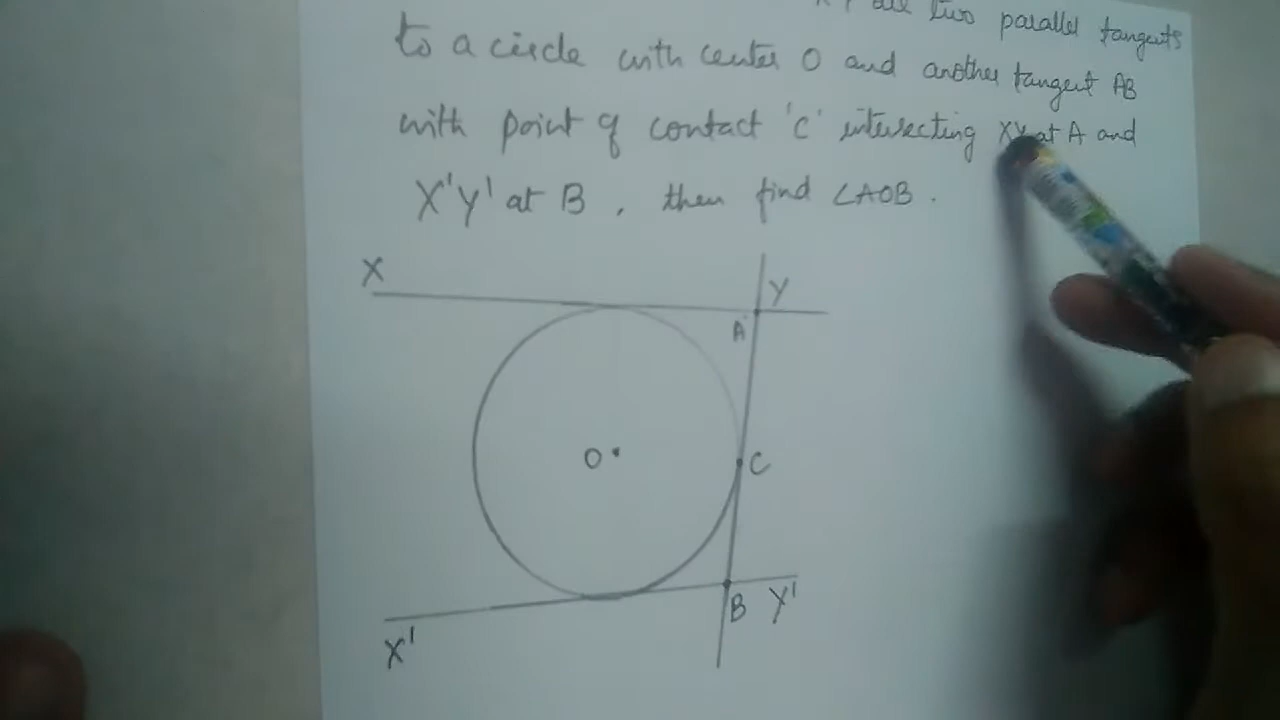 two parallel tangents
to a circle with center O and another tangent AB
with point of contact 'C' intersecting XY at A and
X'Y' at B , then find ∠AOB .
X
Y
A
O
C
B Y'
X'